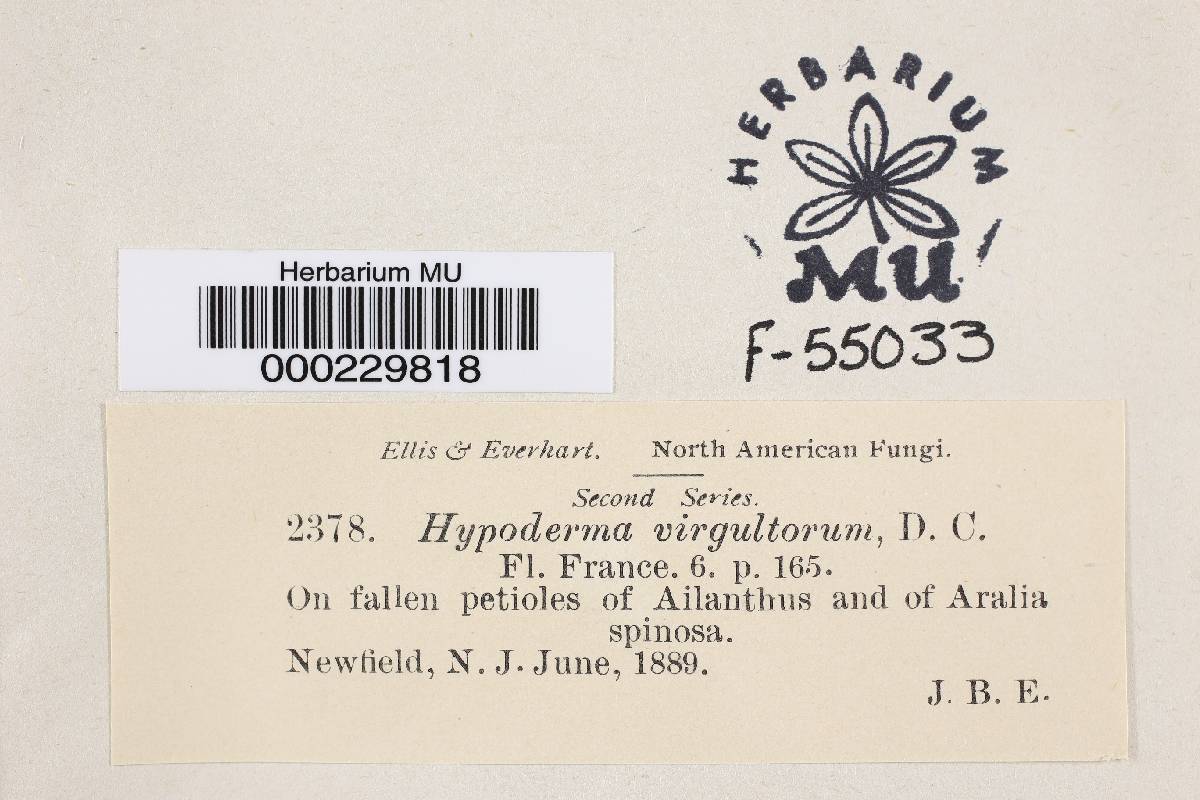 HERBARIUM
MU
F-55033
Herbarium MU
000229818
Ellis & Everhart. North American Fungi.
Second Series.
2378. Hypoderma virgultorum, D. C.
Fl. France. 6. p. 165.
On fallen petioles of Ailanthus and of Aralia
spinosa.
Newfield, N. J. June, 1889.
J. B. E.